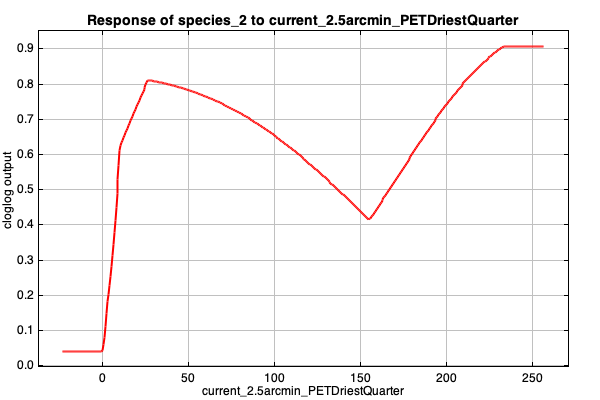 Response of species_2 to current_2.5arcmin_PETDriestQuarter
cloglog output
0.9
0.8
0.7
0.6
0.5
0.4
0.3
0.2
0.1
0.0
0 50 100 150 200 250
current_2.5arcmin_PETDriestQuarter